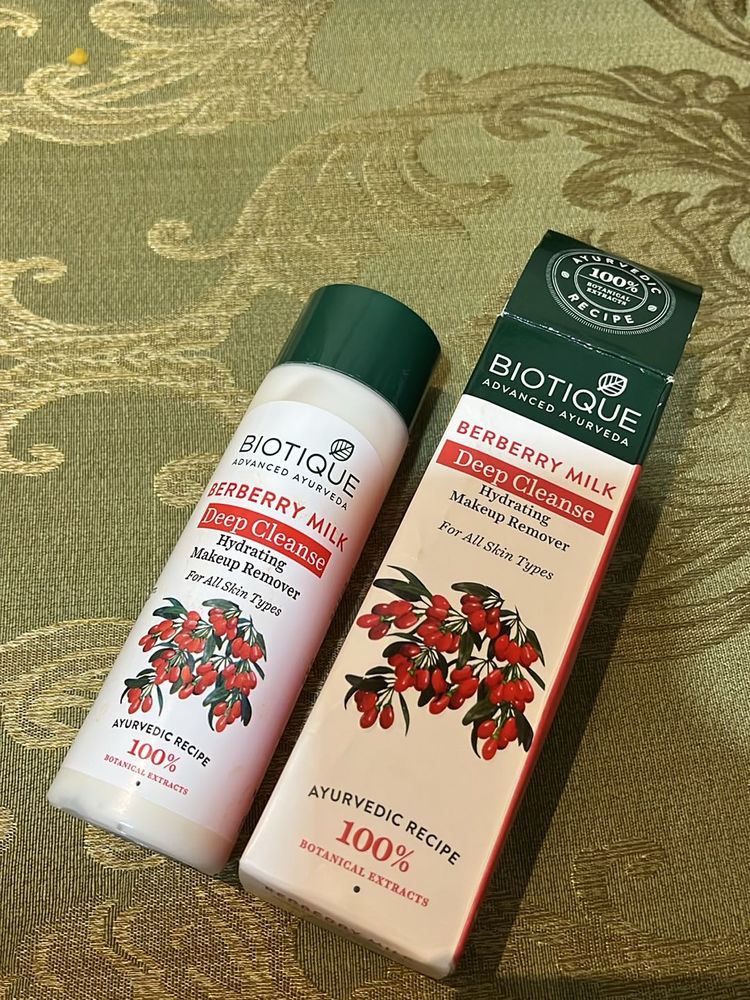 BIOTIQUE
ADVANCED AYURVEDA
BERBERRY MILK
Deep Cleanse
Hydrating
Makeup Remover
For All Skin Types
AYURVEDIC RECIPE
100%
BOTANICAL EXTRACTS
AYURVEDIC
100%
BOTANICAL
EXTRACTS
RECIPE
BIOTIQUE
ADVANCED AYURVEDA
BERBERRY MILK
Deep Cleanse
Hydrating
Makeup Remover
For All Skin Types
AYURVEDIC RECIPE
100%
BOTANICAL EXTRACTS